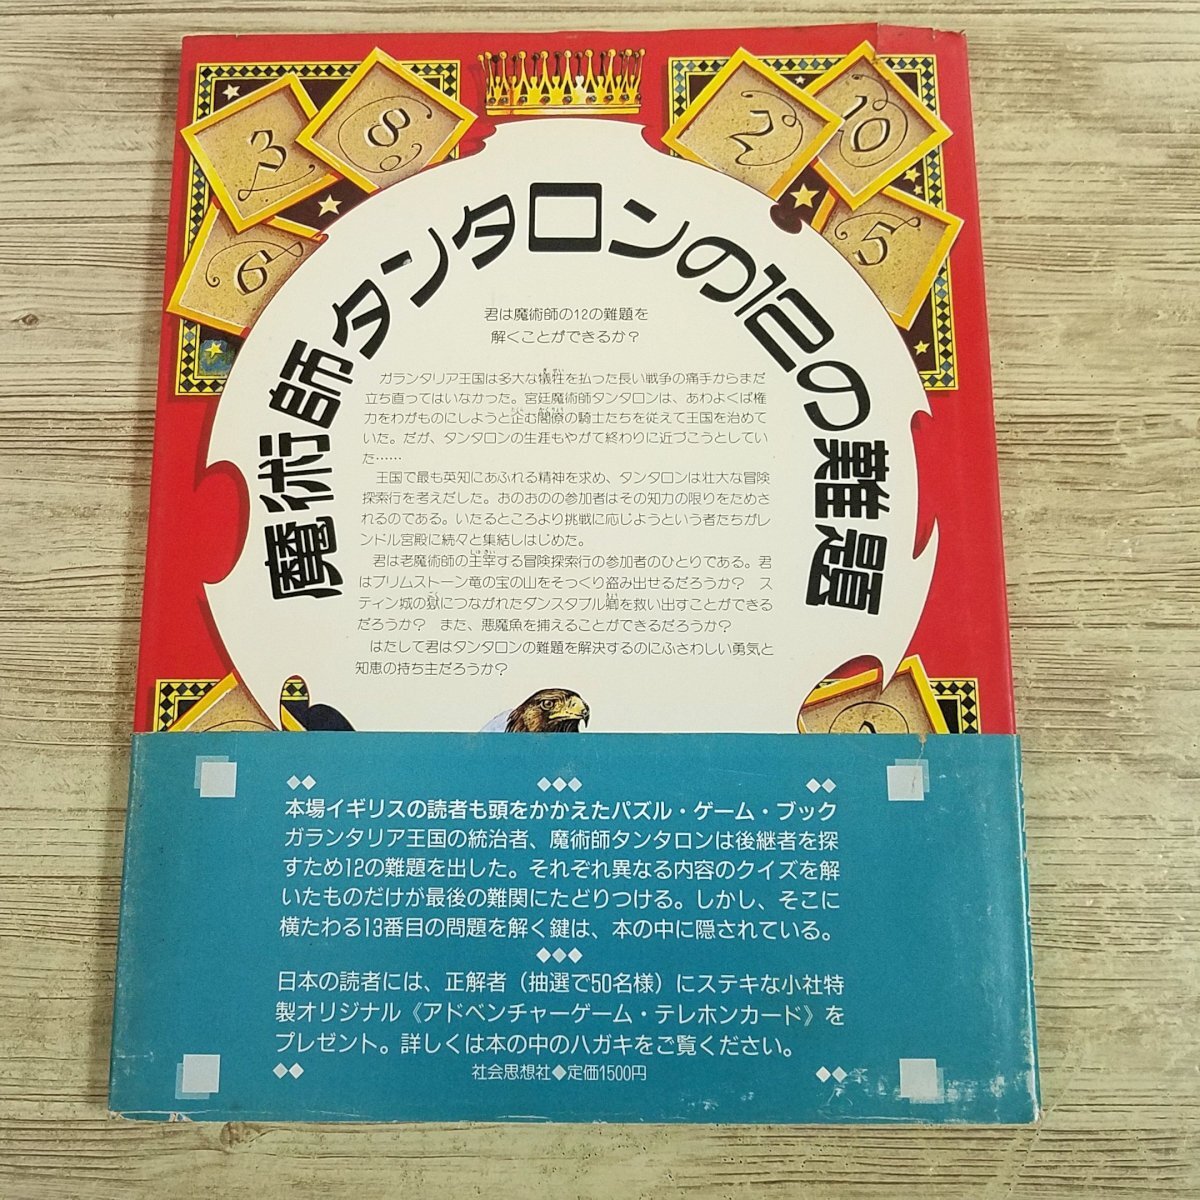 3
8
6
2
10
5
魔術師タンタロンの12の難題
君は魔術師の12の難題を
解くことができるか?
ガランタリア王国は多大な犠牲を払った長い戦争の痛手からまだ
立ち直ってはいなかった。宮廷魔術師タンタロンは、あわよくば権
力をわがものにしようと企む閣僚の騎士たちを従えて王国を治めて
いた。だが、タンタロンの生涯もやがて終わりに近づこうとしてい
た……
王国で最も英知にあふれる精神を求め、タンタロンは壮大な冒険
探索行を考えだした。おのおのの参加者はその知力の限りをためさ
れるのである。いたるところより挑戦に応じようという者たちがレ
ンドル宮殿に続々と集結しはじめた。
君は老魔術師の主宰する冒険探索行の参加者のひとりである。君
はブリムストーン竜の宝の山をそっくり盗み出せるだろうか? ス
ティン城の獄につながれたダンスタブル卿を救い出すことができる
だろうか? また、悪魔魚を捕えることができるだろうか?
はたして君はタンタロンの難題を解決するのにふさわしい勇気と
知恵の持ち主だろうか?
本場イギリスの読者も頭をかかえたパズル・ゲーム・ブック
ガランタリア王国の統治者、魔術師タンタロンは後継者を探
すため12の難題を出した。それぞれ異なる内容のクイズを解
いたものだけが最後の難関にたどりつける。しかし、そこに
横たわる13番目の問題を解く鍵は、本の中に隠されている。
日本の読者には、正解者（抽選で50名様）にステキな小社特
製オリジナル《アドベンチャーゲーム・テレホンカード》を
プレゼント。詳しくは本の中のハガキをご覧ください。
社会思想社◆定価1500円